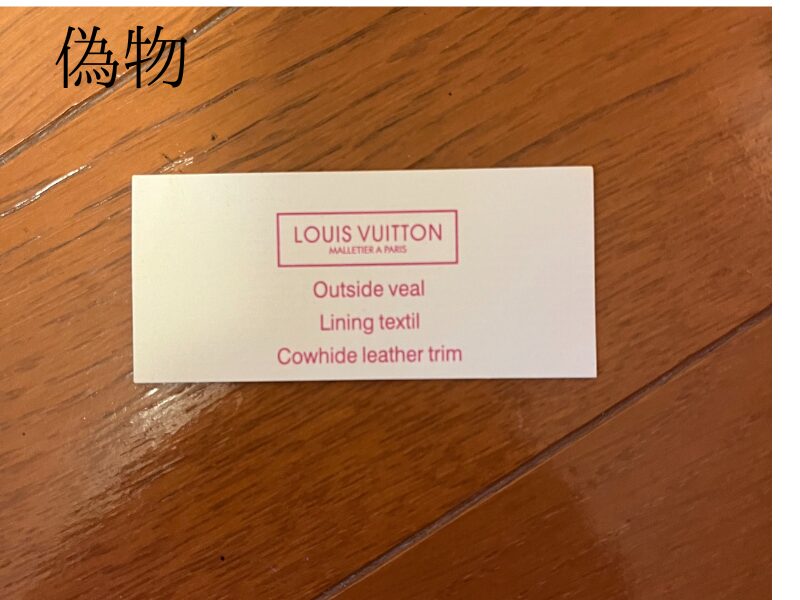 偽物
LOUIS VUITTON
MALLETIER A PARIS
Outside veal
Lining textil
Cowhide leather trim